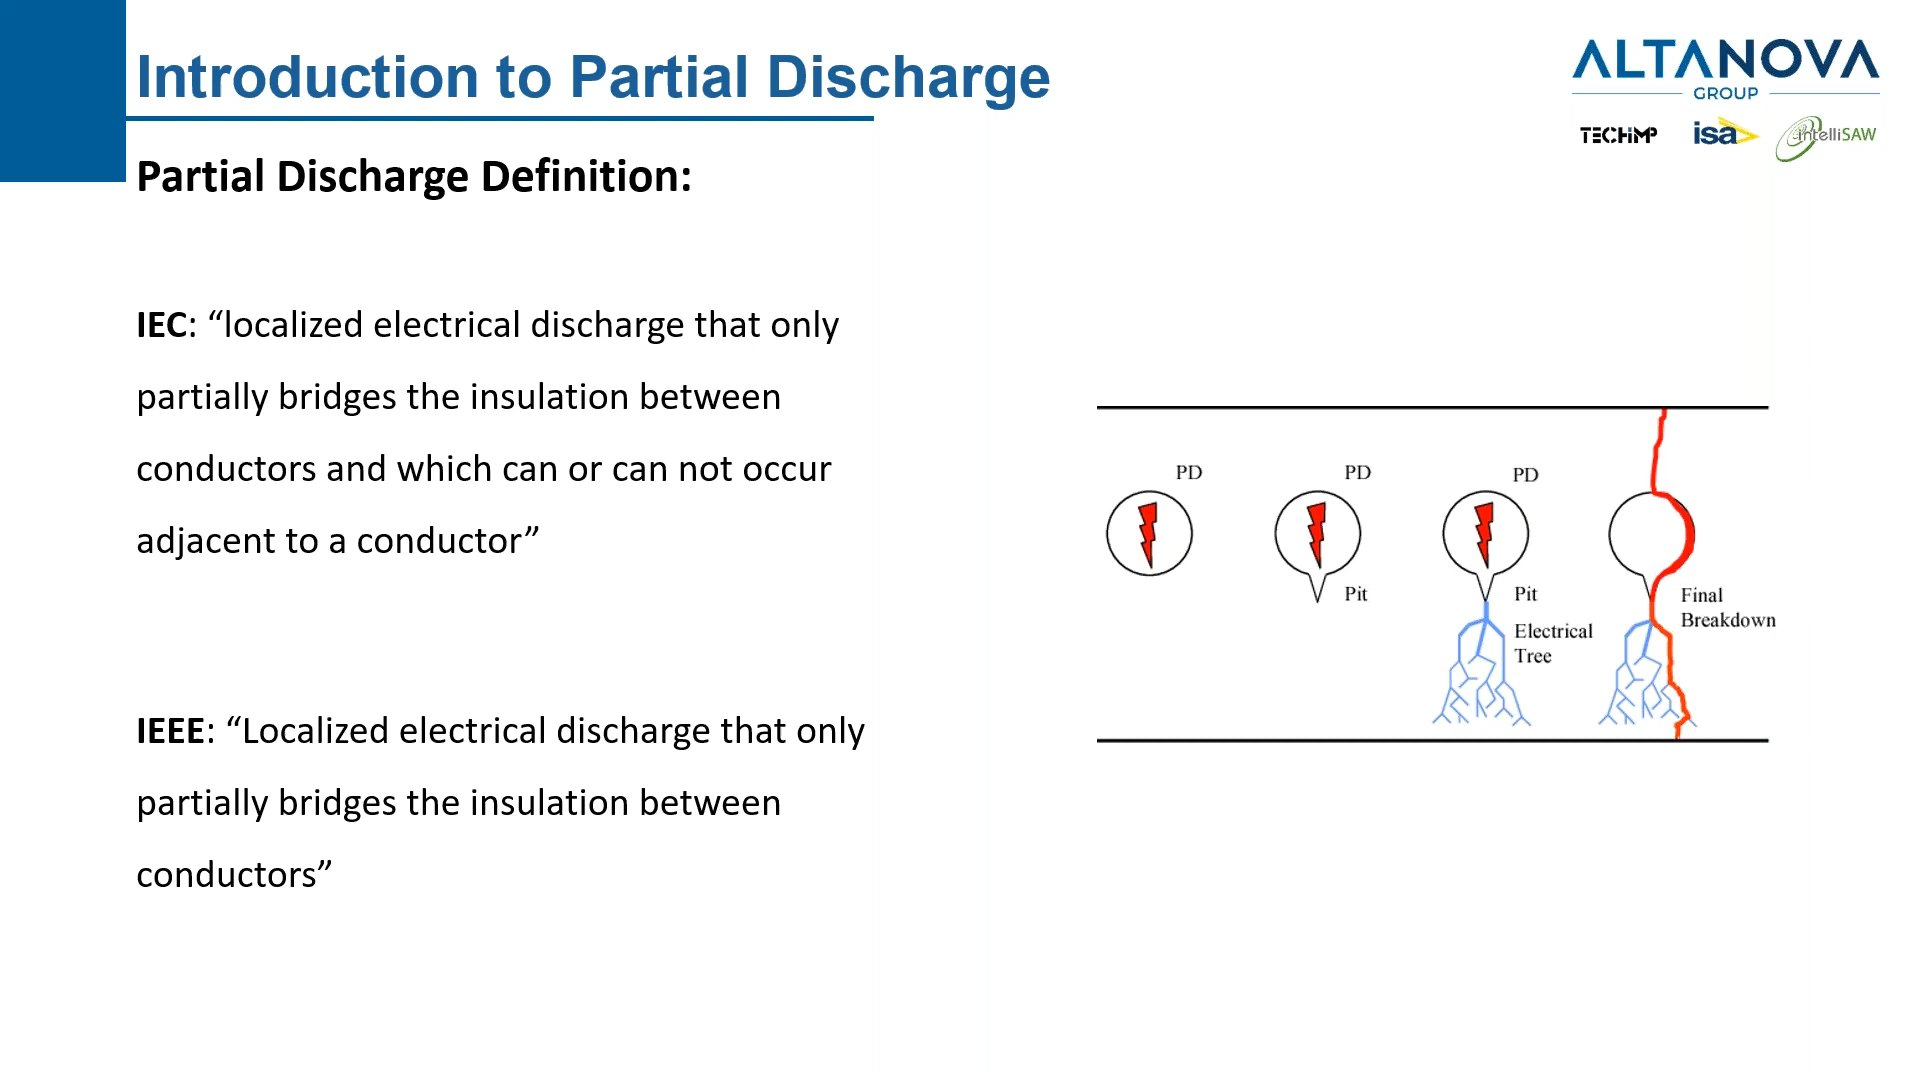 Introduction to Partial Discharge
ALTANOVA
GROUP
TECHIMP
isa
intelliSAW
Partial Discharge Definition:
IEC: “localized electrical discharge that only
partially bridges the insulation between
conductors and which can or can not occur
adjacent to a conductor”
IEEE: “Localized electrical discharge that only
partially bridges the insulation between
conductors”
PD
PD
PD
Pit
Pit
Electrical
Tree
Final
Breakdown